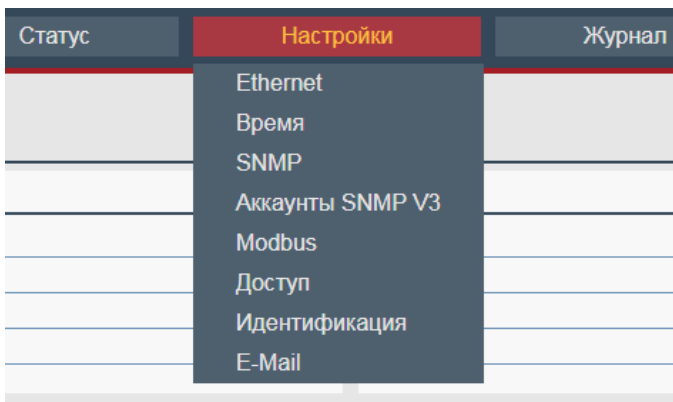 Статус Настройки Журнал
Ethernet
Время
SNMP
Аккаунты SNMP V3
Modbus
Доступ
Идентификация
E-Mail